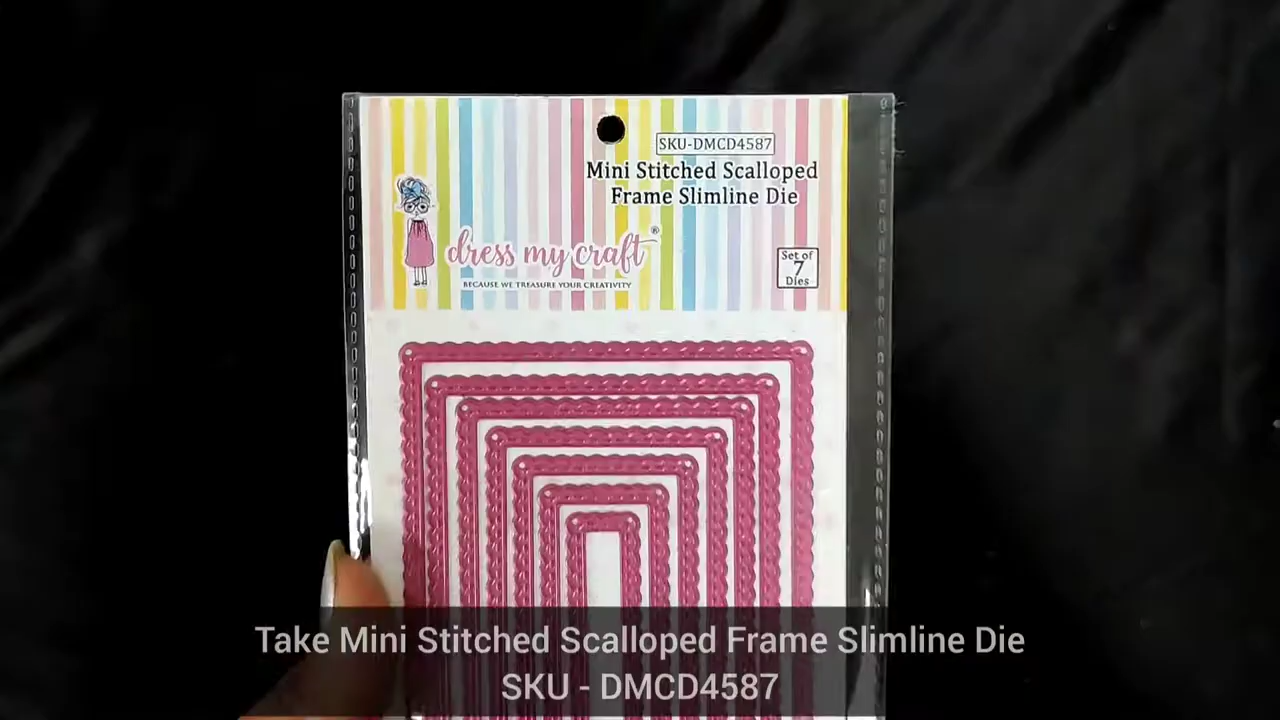 SKU-DMCD4587
Mini Stitched Scalloped
Frame Slimline Die
dress my craft®
BECAUSE WE TREASURE YOUR CREATIVITY
Set of
7
Dies
Take Mini Stitched Scalloped Frame Slimline Die
SKU - DMCD4587